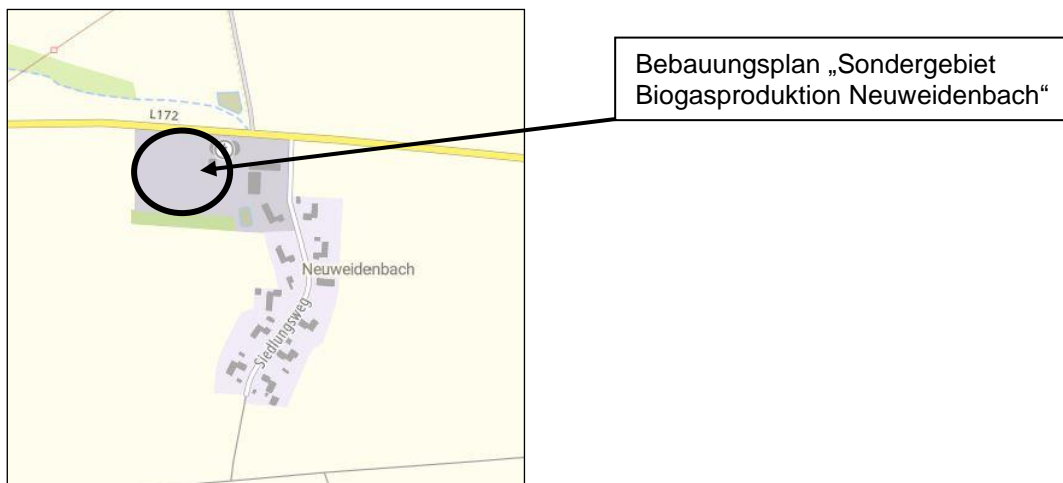 Bebauungsplan „Sondergebiet
Biogasproduktion Neuweidenbach“
L172
Neuweidenbach
Siedlungsweg